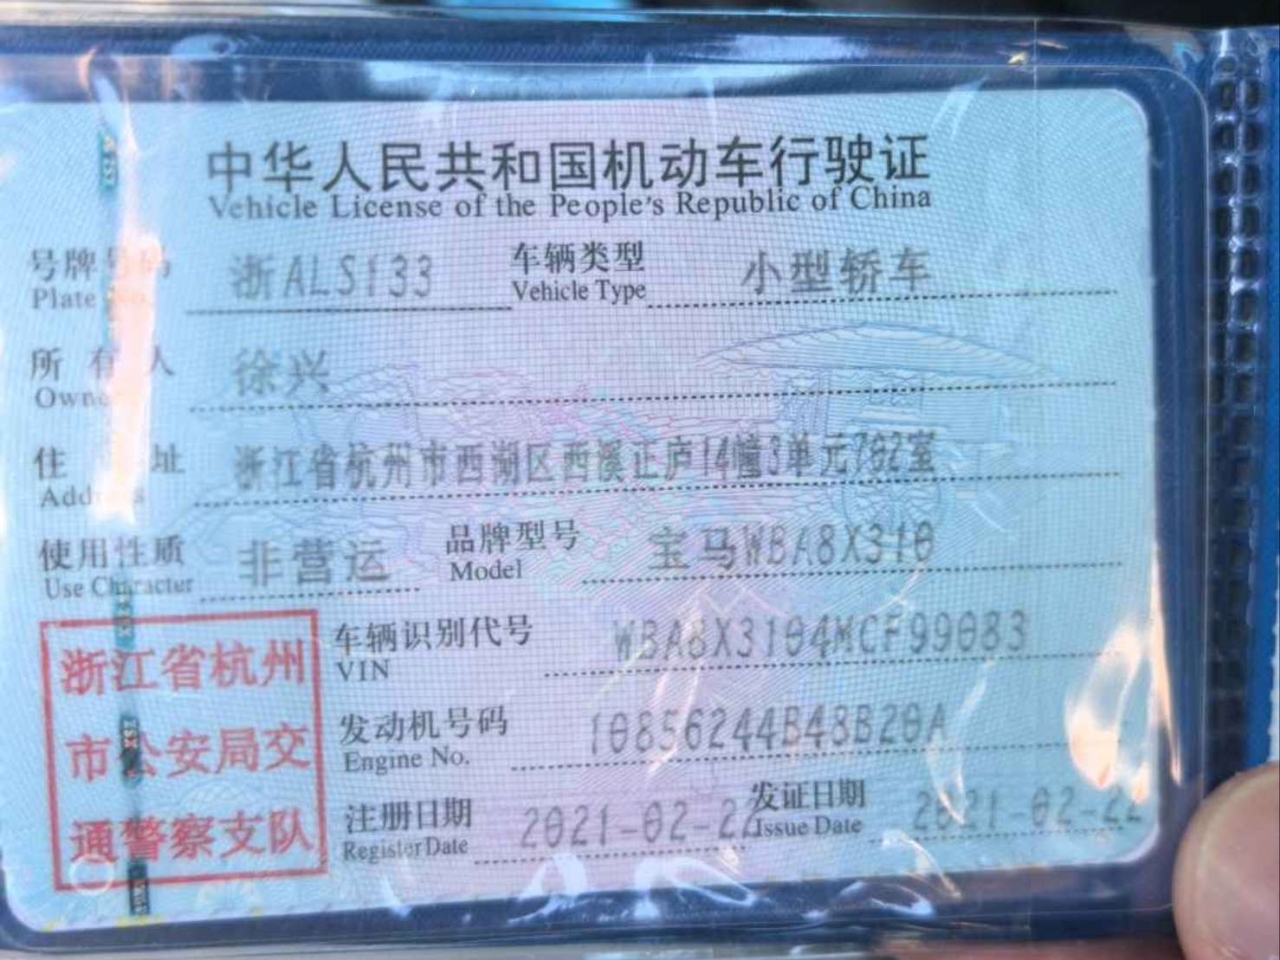 中华人民共和国机动车行驶证
Vehicle License of the People's Republic of China
号牌号码 浙ALS133 车辆类型 小型轿车
Plate No. Vehicle Type
所有人 徐兴
Owner
住址 浙江省杭州市西湖区西溪正庐14幢3单元702室
Address
使用性质 非营运 品牌型号 宝马WBA8X310
Use Character Model
车辆识别代号 WBA8X3104MCF99083
VIN
发动机号码 10856244B48B20A
Engine No.
注册日期 2021-02-22 发证日期 2021-02-22
Register Date Issue Date
浙江省杭州
市公安局交
通警察支队